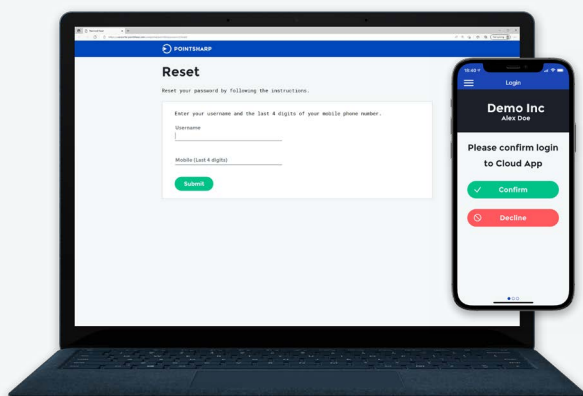 POINTSHARP
Reset
Reset your password by following the instructions.
Enter your username and the last 4 digits of your mobile phone number.
Username
Mobile (Last 4 digits)
Submit
15:43
Login
Demo Inc
Alex Doe
Please confirm login
to Cloud App
Confirm
Decline